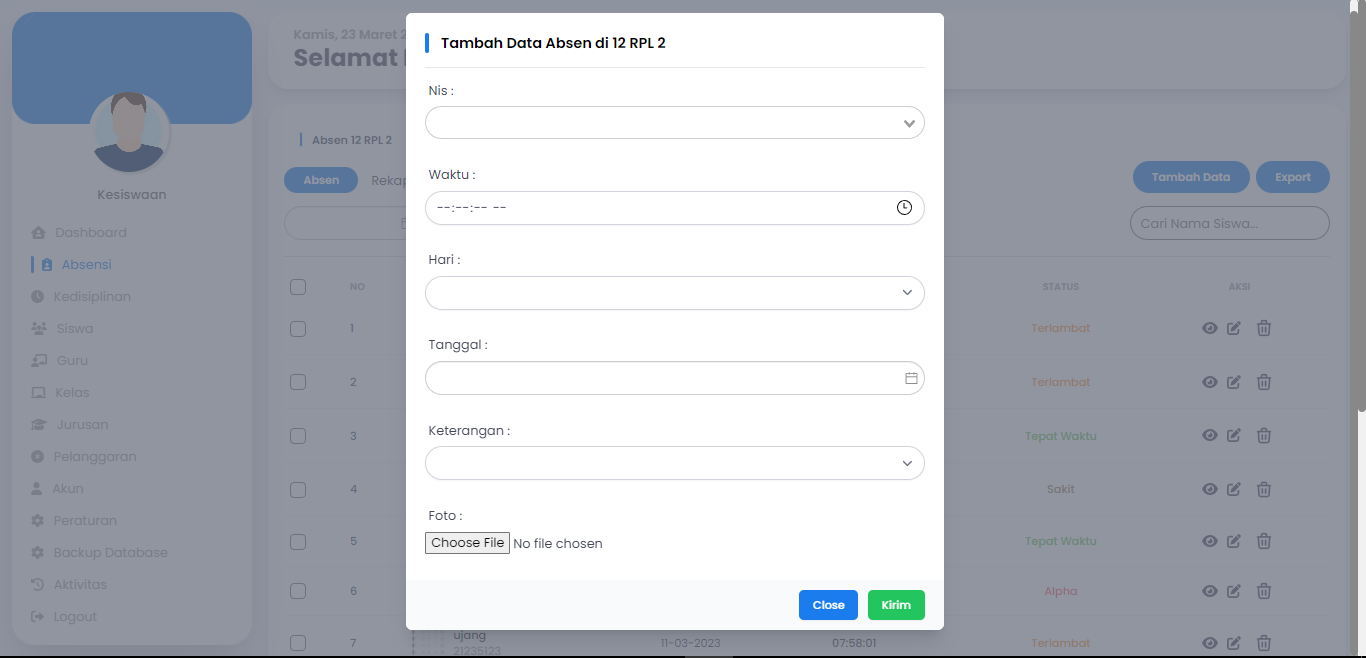 Kesiswaan
Dashboard
Absensi
Kedisiplinan
Siswa
Guru
Kelas
Jurusan
Pelanggaran
Akun
Peraturan
Backup Database
Aktivitas
Logout
Kamis, 23 Maret 2
Selamat
Absen 12 RPL 2
Absen
Rekap
Tambah Data
Export
Cari Nama Siswa...
NO
STATUS
AKSI
1
Terlambat
2
Terlambat
3
Tepat Waktu
4
Sakit
5
Tepat Waktu
6
Alpha
7
ujang
21235123
11-03-2023
07:58:01
Terlambat
Tambah Data Absen di 12 RPL 2
Nis :
Waktu :
--:--:-- --
Hari :
Tanggal :
Keterangan :
Foto :
Choose File No file chosen
Close
Kirim